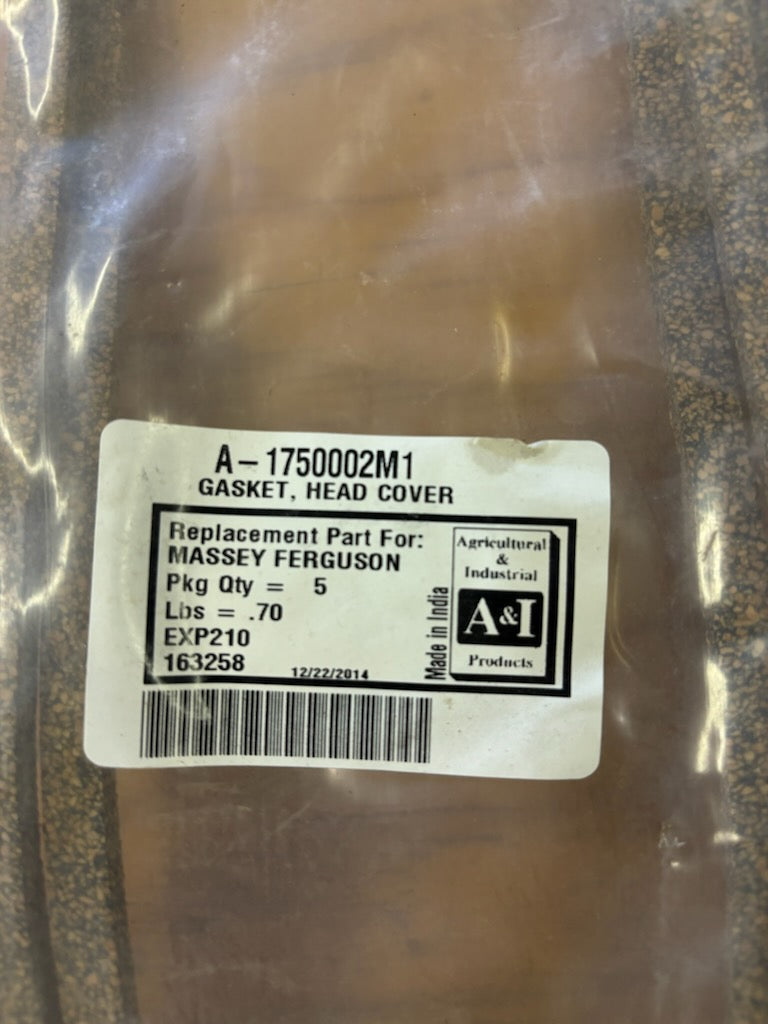 A-1750002M1
GASKET, HEAD COVER
Replacement Part For:
MASSEY FERGUSON
Pkg Qty = 5
Lbs = .70
EXP210
163258
12/22/2014
Made in India
Agricultural
&
Industrial
A&I
Products